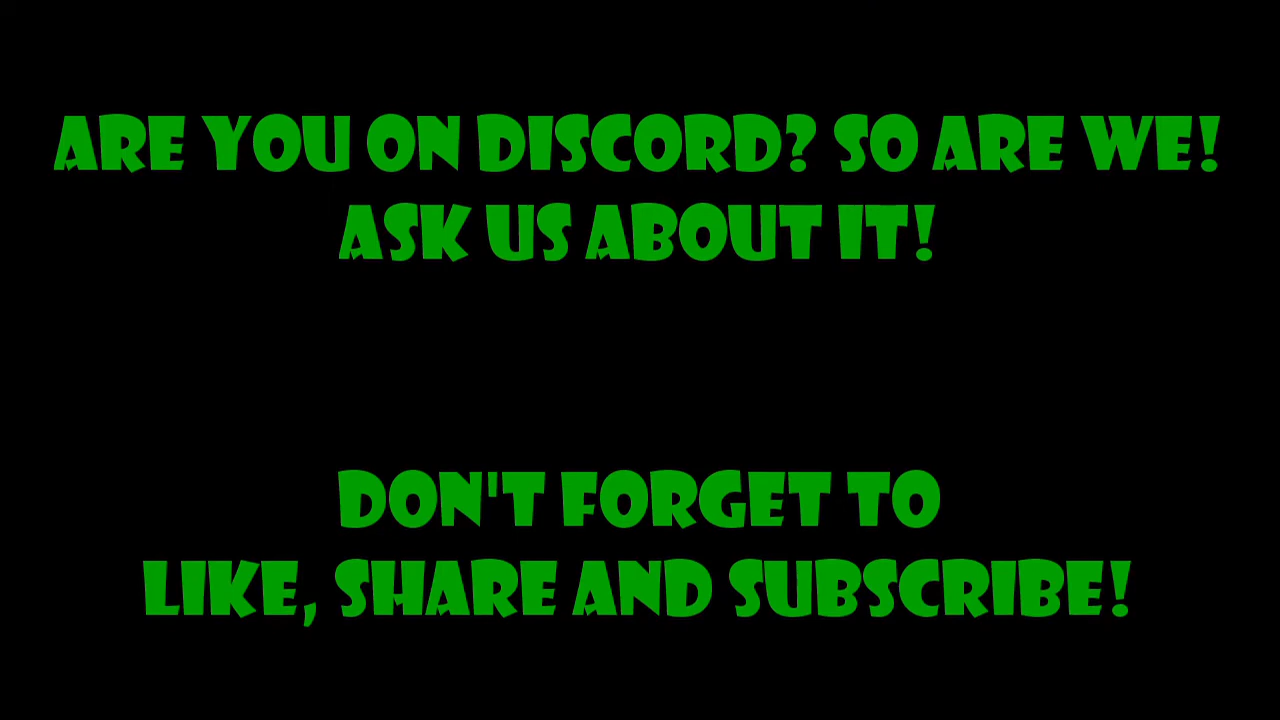 ARE YOU ON DISCORD? SO ARE WE!
ASK US ABOUT IT!
DON'T FORGET TO
LIKE, SHARE AND SUBSCRIBE!